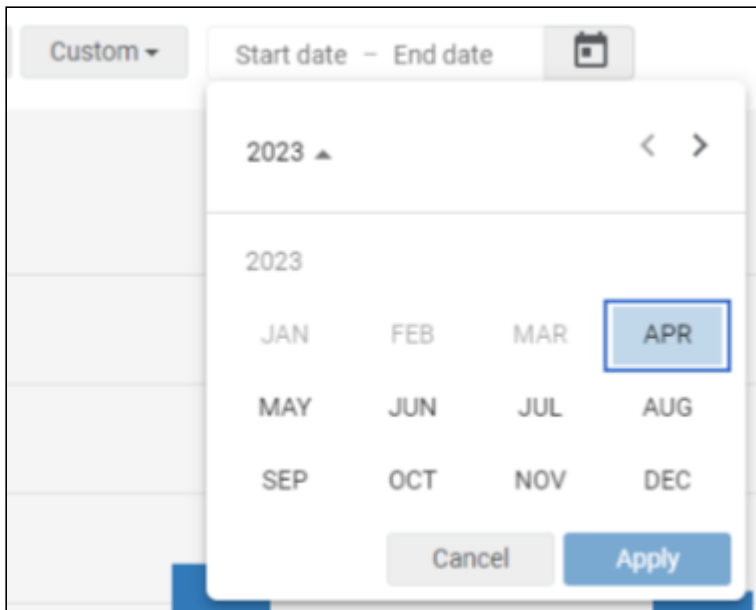 Custom
Start date – End date
2023
2023
JAN FEB MAR APR
MAY JUN JUL AUG
SEP OCT NOV DEC
Cancel Apply